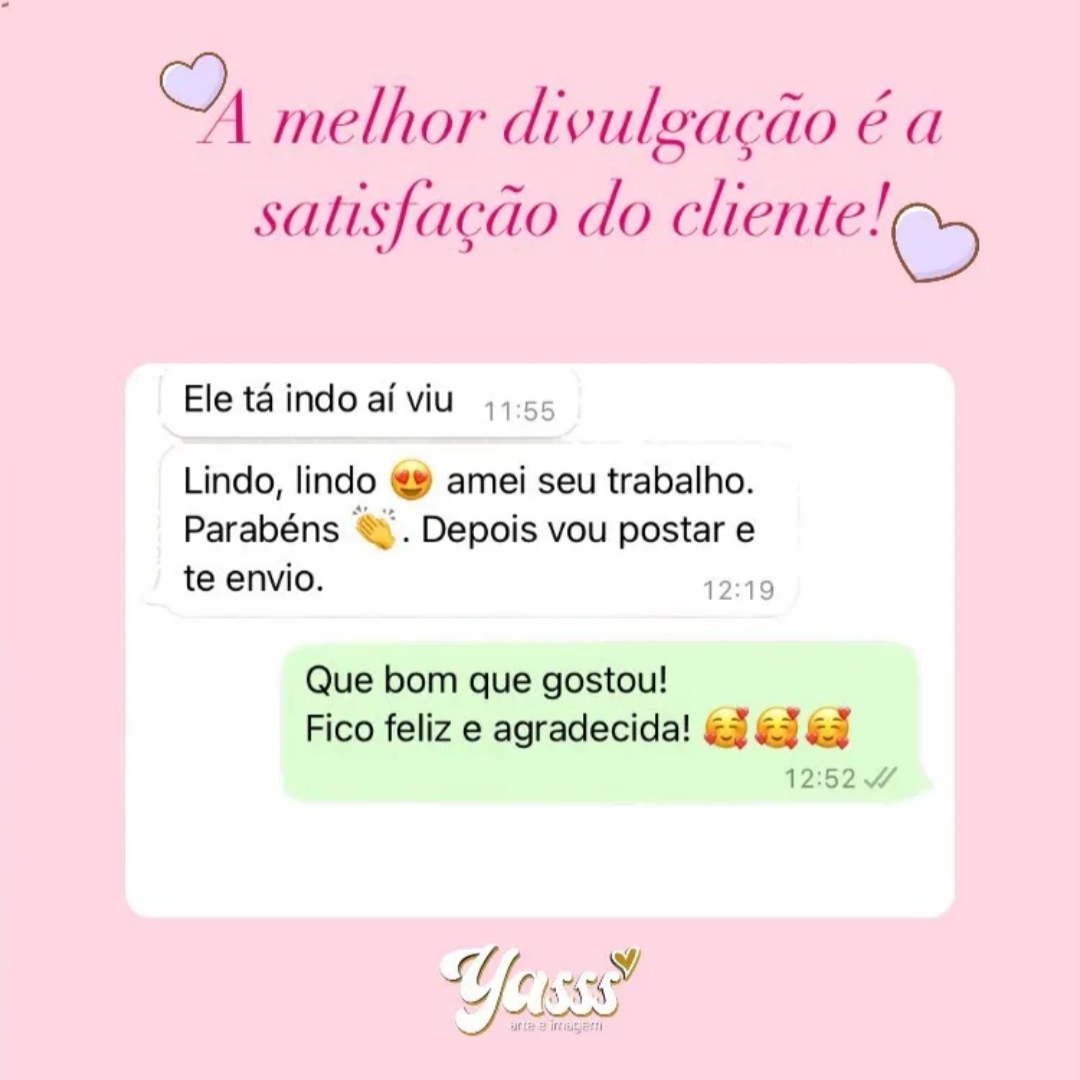 A melhor divulgação é a
satisfação do cliente!
Ele tá indo aí viu 11:55
Lindo, lindo 😍 amei seu trabalho.
Parabéns 👏. Depois vou postar e
te envio. 12:19
Que bom que gostou!
Fico feliz e agradecida! 🥰🥰🥰
12:52
Yasss
arte e imagem